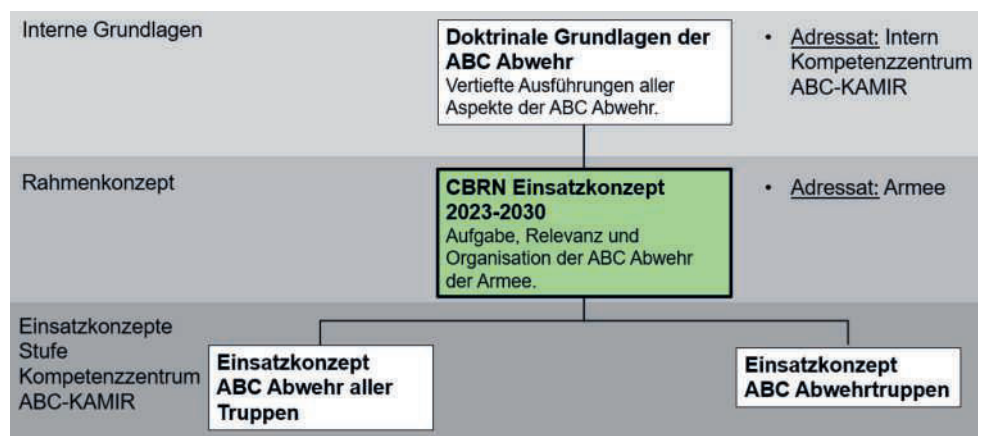 Interne Grundlagen
Doktrinale Grundlagen der
ABC Abwehr
Vertiefte Ausführungen aller
Aspekte der ABC Abwehr.
• Adressat: Intern
Kompetenzzentrum
ABC-KAMIR
Rahmenkonzept
CBRN Einsatzkonzept
2023-2030
Aufgabe, Relevanz und
Organisation der ABC Abwehr
der Armee.
• Adressat: Armee
Einsatzkonzepte
Stufe
Kompetenzzentrum
ABC-KAMIR
Einsatzkonzept
ABC Abwehr aller
Truppen
Einsatzkonzept
ABC Abwehrtruppen